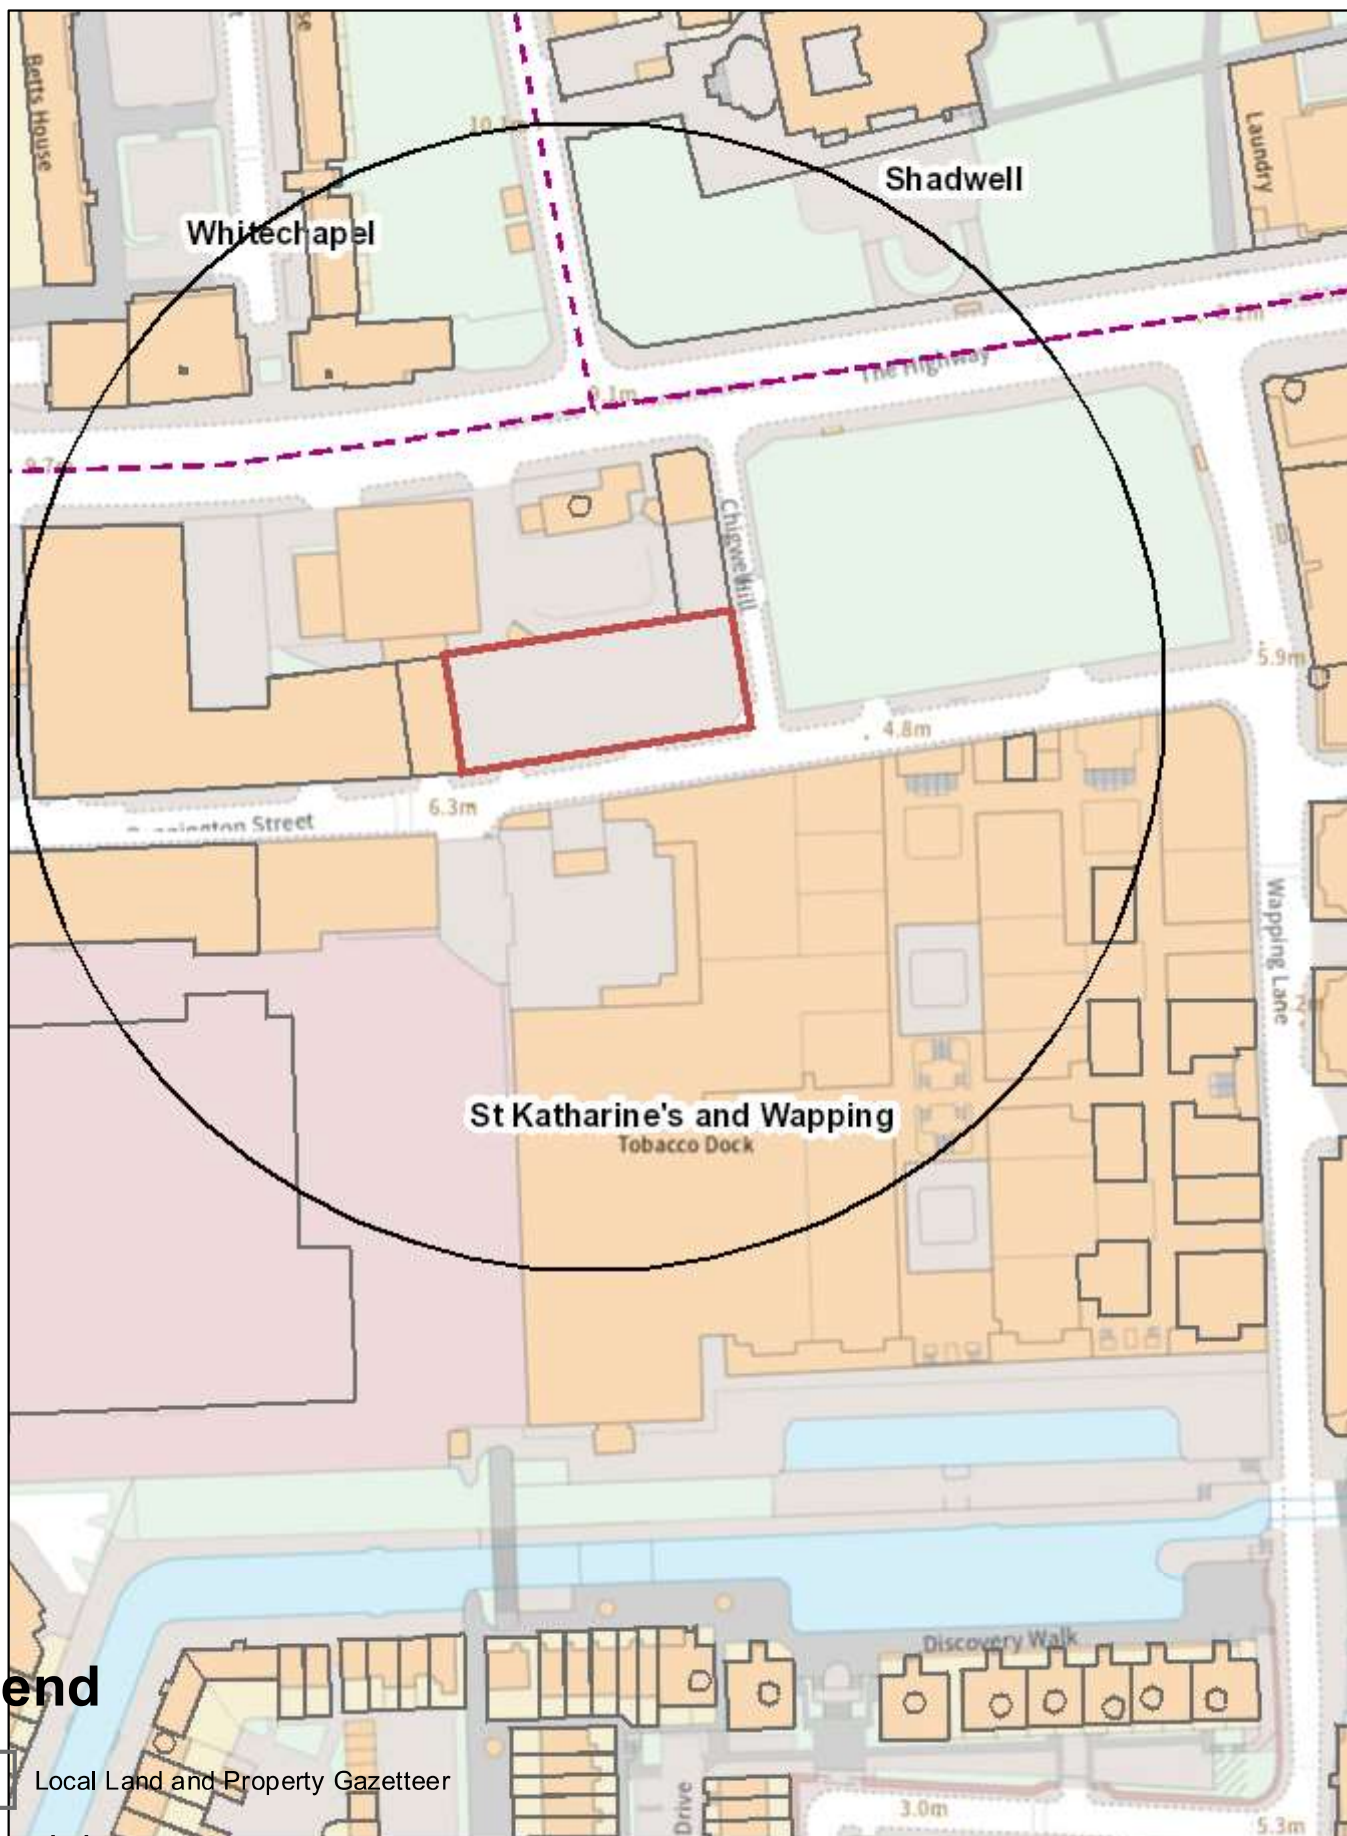 Betts House
10.1m
Shadwell
Laundry
Whitechapel
The Highway
9.1m
9.7m
Chigwell Hill
5.9m
4.8m
6.3m
Street
Wapping Lane
St Katharine's and Wapping
Tobacco Dock
Discovery Walk
end
Local Land and Property Gazetteer
Drive
3.0m
5.3m